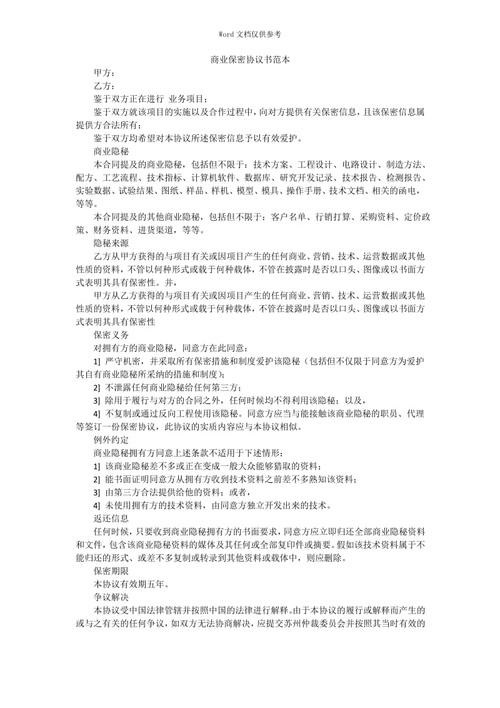 Word 文档仅供参考
商业保密协议书范本
甲方：
乙方：
鉴于双方正在进行 业务项目；
鉴于双方就该项目的实施以及合作过程中，向对方提供有关保密信息，且该保密信息属
提供方合法所有；
鉴于双方均希望对本协议所述保密信息予以有效爱护。
商业隐秘
本合同提及的商业隐秘，包括但不限于：技术方案、工程设计、电路设计、制造方法、
配方、工艺流程、技术指标、计算机软件、数据库、研究开发记录、技术报告、检测报告、
实验数据、试验结果、图纸、样品、样机、模型、模具、操作手册、技术文档、相关的函电，
等等。
本合同提及的其他商业隐秘，包括但不限于：客户名单、行销打算、采购资料、定价政
策、财务资料、进货渠道，等等。
隐秘来源
乙方从甲方获得的与项目有关或因项目产生的任何商业、营销、技术、运营数据或其他
性质的资料，不管以何种形式或载于何种载体，不管在披露时是否以口头、图像或以书面方
式表明其具有保密性。并，
甲方从乙方获得的与项目有关或因项目产生的任何商业、营销、技术、运营数据或其他
性质的资料，不管以何种形式或载于何种载体，不管在披露时是否以口头、图像或以书面方
式表明其具有保密性
保密义务
对拥有方的商业隐秘，同意方在此同意：
1］严守机密，并采取所有保密措施和制度爱护该隐秘（包括但不仅限于同意方为爱护
其自有商业隐秘所采纳的措施和制度）；
2］不泄露任何商业隐秘给任何第三方；
3］除用于履行与对方的合同之外，任何时候均不得利用该隐秘；以及，
4］不复制或通过反向工程使用该隐秘。同意方应当与能接触该商业隐秘的职员、代理
等签订一份保密协议，此协议的实质内容应与本协议相似。
例外约定
商业隐秘拥有方同意上述条款不适用于下述情形：
1］该商业隐秘差不多或正在变成一般大众能够猎取的资料；
2］能书面证明同意方从拥有方收到技术资料之前差不多熟知该资料；
3］由第三方合法提供给他的资料；或者，
4］未使用拥有方的技术资料，由同意方独立开发出来的技术。
返还信息
任何时候，只要收到商业隐秘拥有方的书面要求，同意方应立即归还全部商业隐秘资料
和文件，包含该商业隐秘资料的媒体及其任何或全部复印件或摘要。假如该技术资料属于不
能归还的形式、或差不多复制或转录到其他资料或载体中，则应删除。
保密期限
本协议有效期五年。
争议解决
本协议受中国法律管辖并按照中国的法律进行解释。由于本协议的履行或解释而产生的
或与之有关的任何争议，如双方无法协商解决，应提交苏州仲裁委员会并按照其当时有效的